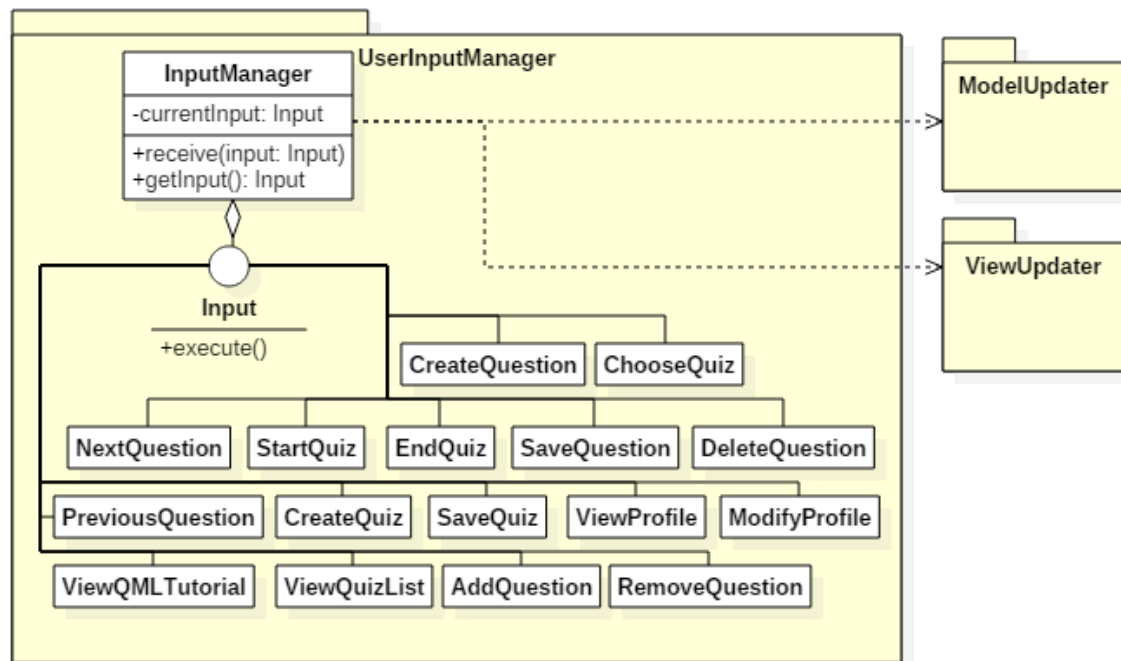 UserInputManager
InputManager
-currentInput: Input
+receive(input: Input)
+getInput(): Input
ModelUpdater
ViewUpdater
Input
+execute()
CreateQuestion
ChooseQuiz
NextQuestion
StartQuiz
EndQuiz
SaveQuestion
DeleteQuestion
PreviousQuestion
CreateQuiz
SaveQuiz
ViewProfile
ModifyProfile
ViewQMLTutorial
ViewQuizList
AddQuestion
RemoveQuestion